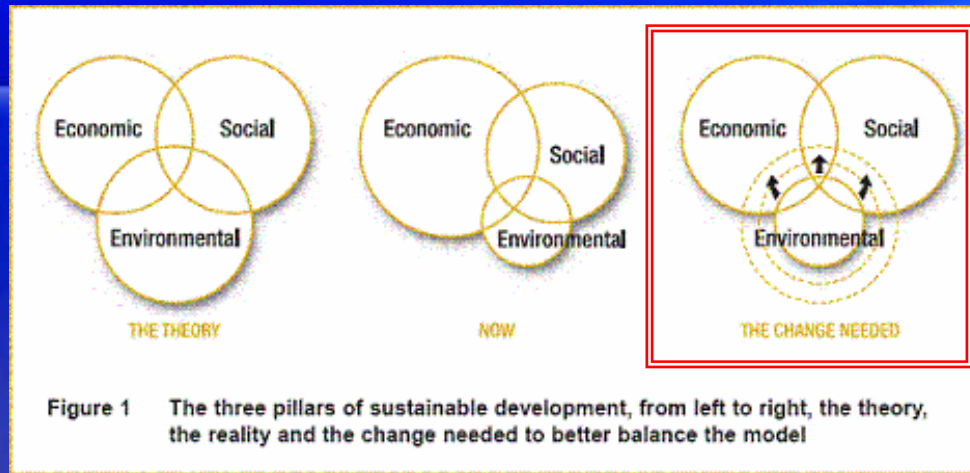 Economic Social
Environmental
THE THEORY
Economic
Social
Environmental
NOW
Economic Social
Environmental
THE CHANGE NEEDED
Figure 1 The three pillars of sustainable development, from left to right, the theory,
the reality and the change needed to better balance the model